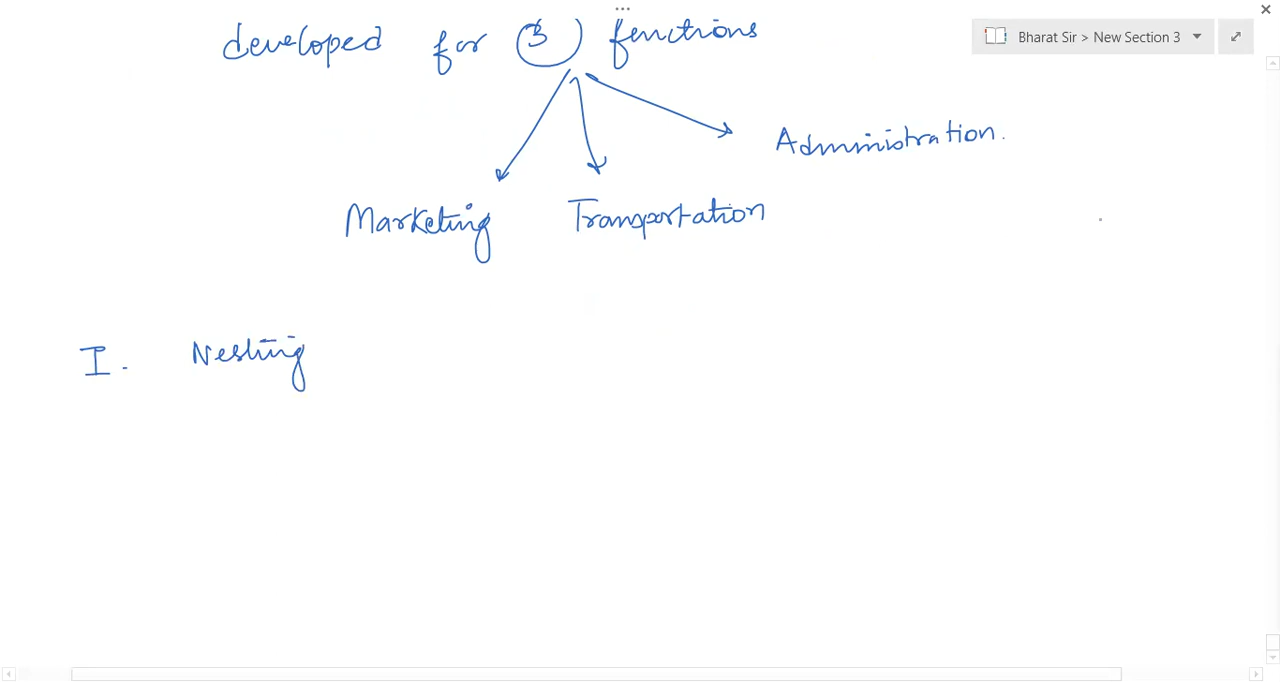 developed for 3 functions
Bharat Sir > New Section 3
Administration.
Marketing Transportation
I. Nesting